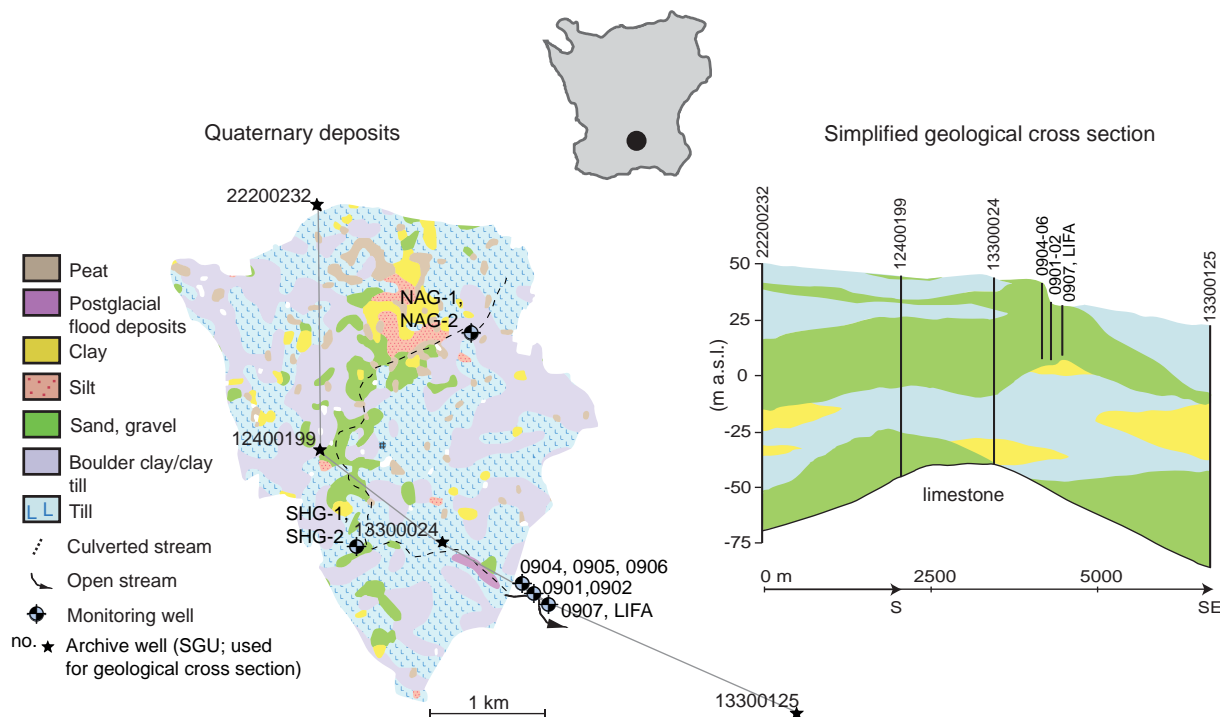 Quaternary deposits
Simplified geological cross section
22200232
Peat
Postglacial
flood deposits
Clay
Silt
Sand, gravel
Boulder clay/clay
till
Till
Culverted stream
Open stream
Monitoring well
no.
Archive well (SGU; used
for geological cross section)
NAG-1,
NAG-2
12400199
SHG-1,
SHG-2
13300024
0904, 0905, 0906
0901,0902
0907, LIFA
13300125
1 km
22200232
12400199
13300024
0904-06
0901-02
0907, LIFA
13300125
50
25
0
-25
-50
-75
(m a.s.l.)
limestone
0 m
2500
5000
S
SE